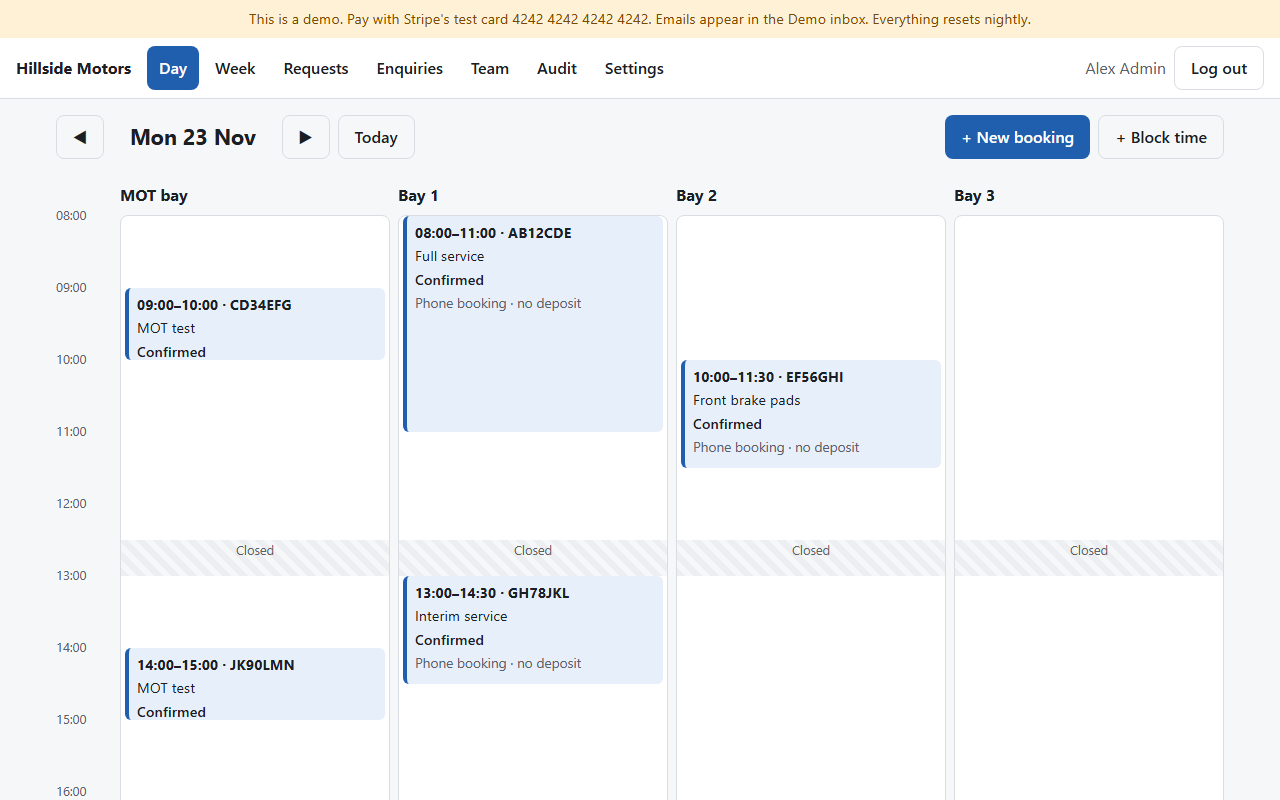 This is a demo. Pay with Stripe's test card 4242 4242 4242 4242. Emails appear in the Demo inbox. Everything resets nightly.
Hillside Motors Day Week Requests Enquiries Team Audit Settings Alex Admin Log out
◀ Mon 23 Nov ▶ Today + New booking + Block time
MOT bay Bay 1 Bay 2 Bay 3
08:00
09:00
10:00
11:00
12:00
13:00
14:00
15:00
16:00
09:00–10:00 · CD34EFG
MOT test
Confirmed
Closed
14:00–15:00 · JK90LMN
MOT test
Confirmed
08:00–11:00 · AB12CDE
Full service
Confirmed
Phone booking · no deposit
Closed
13:00–14:30 · GH78JKL
Interim service
Confirmed
Phone booking · no deposit
10:00–11:30 · EF56GHI
Front brake pads
Confirmed
Phone booking · no deposit
Closed
Closed